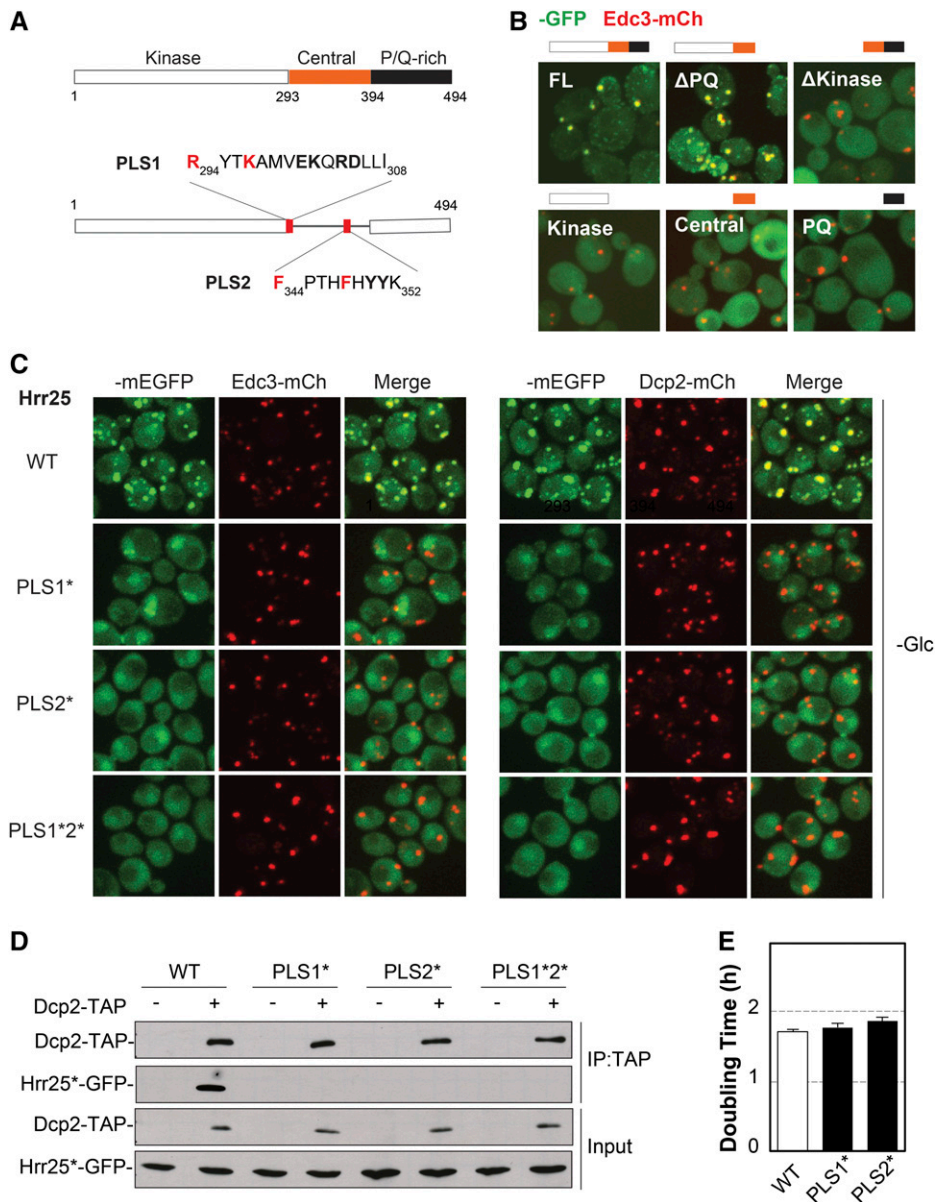 A
Kinase Central P/Q-rich
1 293 394 494
PLS1 R294YTKAMVEKQRDLLI308
1 494
PLS2 F344PTHFHYYK352
B -GFP Edc3-mCh
FL ΔPQ ΔKinase
Kinase Central PQ
C
-mEGFP Edc3-mCh Merge -mEGFP Dcp2-mCh Merge
Hrr25
WT
1 293 394 494
PLS1*
PLS2*
PLS1*2*
-Glc
D
WT PLS1* PLS2* PLS1*2*
Dcp2-TAP - + - + - + - +
Dcp2-TAP-
Hrr25*-GFP-
IP:TAP
Dcp2-TAP-
Hrr25*-GFP-
Input
E
Doubling Time (h)
2
1
0
WT PLS1* PLS2*